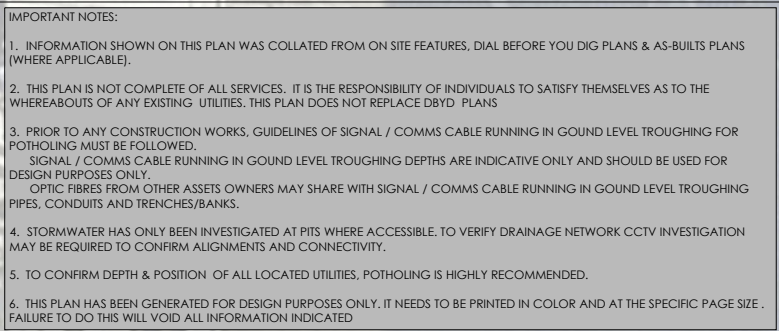 IMPORTANT NOTES:
1. INFORMATION SHOWN ON THIS PLAN WAS COLLATED FROM ON SITE FEATURES, DIAL BEFORE YOU DIG PLANS & AS-BUILTS PLANS
(WHERE APPLICABLE).
2. THIS PLAN IS NOT COMPLETE OF ALL SERVICES. IT IS THE RESPONSIBILITY OF INDIVIDUALS TO SATISFY THEMSELVES AS TO THE
WHEREABOUTS OF ANY EXISTING UTILITIES. THIS PLAN DOES NOT REPLACE DBYD PLANS
3. PRIOR TO ANY CONSTRUCTION WORKS, GUIDELINES OF SIGNAL / COMMS CABLE RUNNING IN GOUND LEVEL TROUGHING FOR
POTHOLING MUST BE FOLLOWED.
SIGNAL / COMMS CABLE RUNNING IN GOUND LEVEL TROUGHING DEPTHS ARE INDICATIVE ONLY AND SHOULD BE USED FOR
DESIGN PURPOSES ONLY.
OPTIC FIBRES FROM OTHER ASSETS OWNERS MAY SHARE WITH SIGNAL / COMMS CABLE RUNNING IN GOUND LEVEL TROUGHING
PIPES, CONDUITS AND TRENCHES/BANKS.
4. STORMWATER HAS ONLY BEEN INVESTIGATED AT PITS WHERE ACCESSIBLE. TO VERIFY DRAINAGE NETWORK CCTV INVESTIGATION
MAY BE REQUIRED TO CONFIRM ALIGNMENTS AND CONNECTIVITY.
5. TO CONFIRM DEPTH & POSITION OF ALL LOCATED UTILITIES, POTHOLING IS HIGHLY RECOMMENDED.
6. THIS PLAN HAS BEEN GENERATED FOR DESIGN PURPOSES ONLY. IT NEEDS TO BE PRINTED IN COLOR AND AT THE SPECIFIC PAGE SIZE .
FAILURE TO DO THIS WILL VOID ALL INFORMATION INDICATED